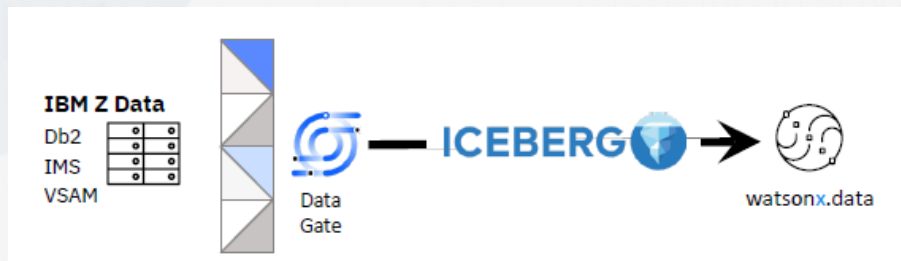 IBM Z Data
Db2
IMS
VSAM
Data
Gate
ICEBERG
watsonx.data